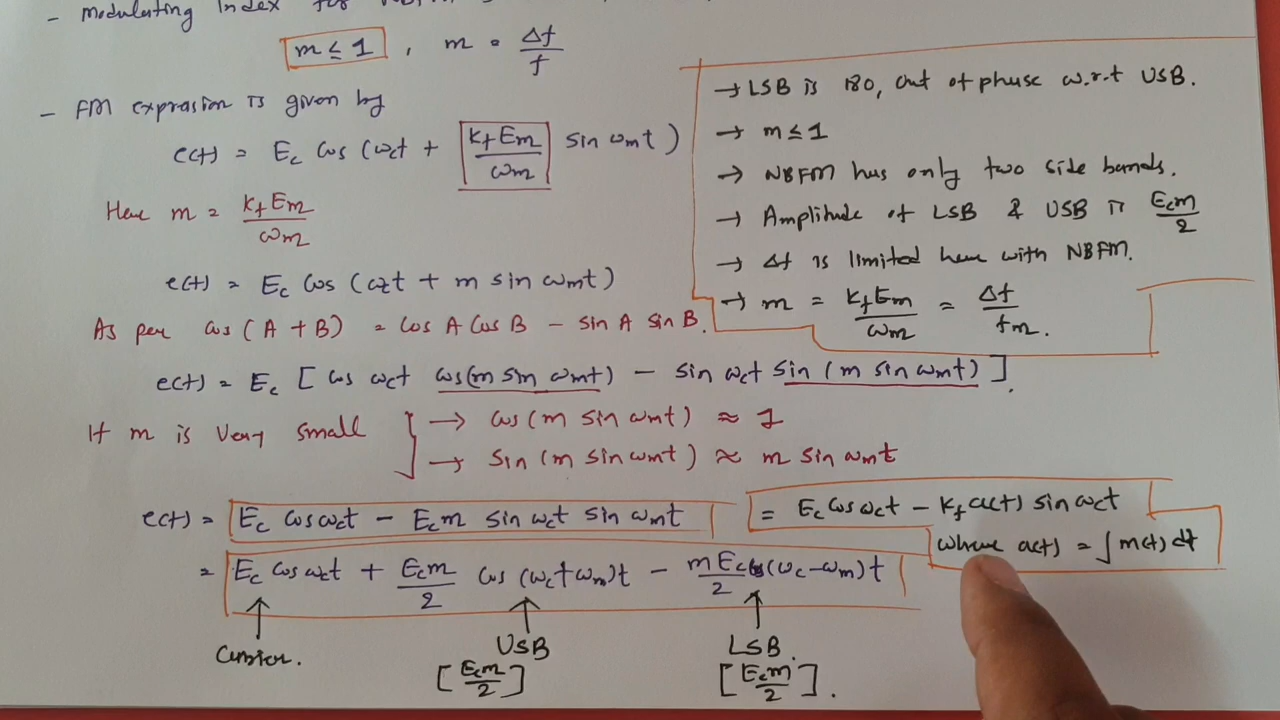 - Modulating Index for
m ≤ 1 , m = Δf/f
- FM exprasion is given by
e(t) = Ec Cos (ωct + KfEm/ωm sin ωmt)
Here m = KfEm/ωm
e(t) = Ec Cos (ωct + m sin ωmt)
As per Cos (A + B) = Cos A Cos B - sin A sin B.
e(t) = Ec [ Cos ωct cos(m sin ωmt) - sin ωct sin (m sin ωmt) ].
If m is very small
→ cos (m sin ωmt) ≈ 1
→ Sin (m sin ωmt) ≈ m sin ωmt
e(t) = Ec Cos ωct - Ecm sin ωct sin ωmt
= Ec Cos ωct - Kf a(t) sin ωct
where a(t) = ∫ m(t) dt
= Ec Cos ωct + Ecm/2 Cos (ωc+ωm)t - mEc/2 Cos(ωc-ωm)t
Carrier.
USB
[Ecm/2]
LSB.
[Ecm/2].
→ LSB is 180, out of phase w.r.t USB.
→ m ≤ 1
→ NBFM has only two side bands.
→ Amplitude of LSB & USB is Ecm/2
→ Δf is limited here with NBFM.
→ m = KfEm/ωm = Δf/fm.